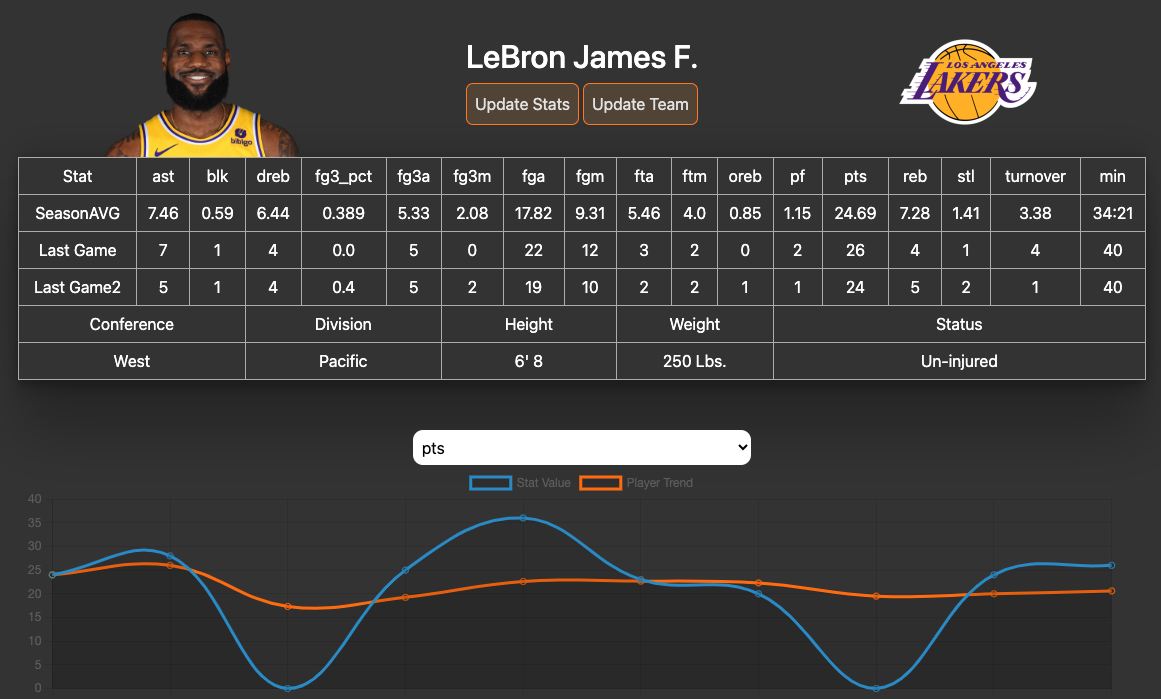 LeBron James F.
Update Stats Update Team
LOS ANGELES
LAKERS
bibigo
Stat ast blk dreb fg3_pct fg3a fg3m fga fgm fta ftm oreb pf pts reb stl turnover min
SeasonAVG 7.46 0.59 6.44 0.389 5.33 2.08 17.82 9.31 5.46 4.0 0.85 1.15 24.69 7.28 1.41 3.38 34:21
Last Game 7 1 4 0.0 5 0 22 12 3 2 0 2 26 4 1 4 40
Last Game2 5 1 4 0.4 5 2 19 10 2 2 1 1 24 5 2 1 40
Conference Division Height Weight Status
West Pacific 6' 8 250 Lbs. Un-injured
pts
Stat Value Player Trend
40
35
30
25
20
15
10
5
0